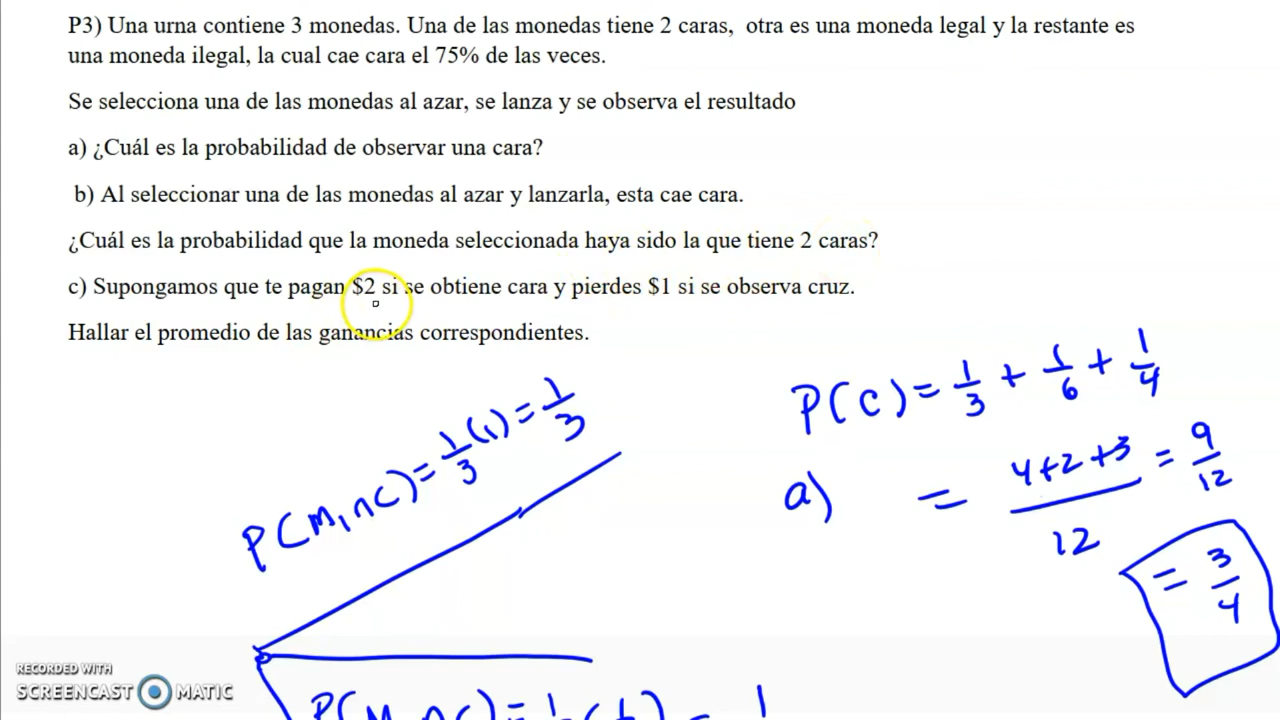 P3) Una urna contiene 3 monedas. Una de las monedas tiene 2 caras, otra es una moneda legal y la restante es
una moneda ilegal, la cual cae cara el 75% de las veces.
Se selecciona una de las monedas al azar, se lanza y se observa el resultado
a) ¿Cuál es la probabilidad de observar una cara?
b) Al seleccionar una de las monedas al azar y lanzarla, esta cae cara.
¿Cuál es la probabilidad que la moneda seleccionada haya sido la que tiene 2 caras?
c) Supongamos que te pagan $2 si se obtiene cara y pierdes $1 si se observa cruz.
Hallar el promedio de las ganancias correspondientes.
P(C) = 1/3 + 1/6 + 1/4
a) = 4+2+3/12 = 9/12
= 3/4
P(M₁∩C) = 1/3 (1) = 1/3
RECORDED WITH
SCREENCAST MATIC